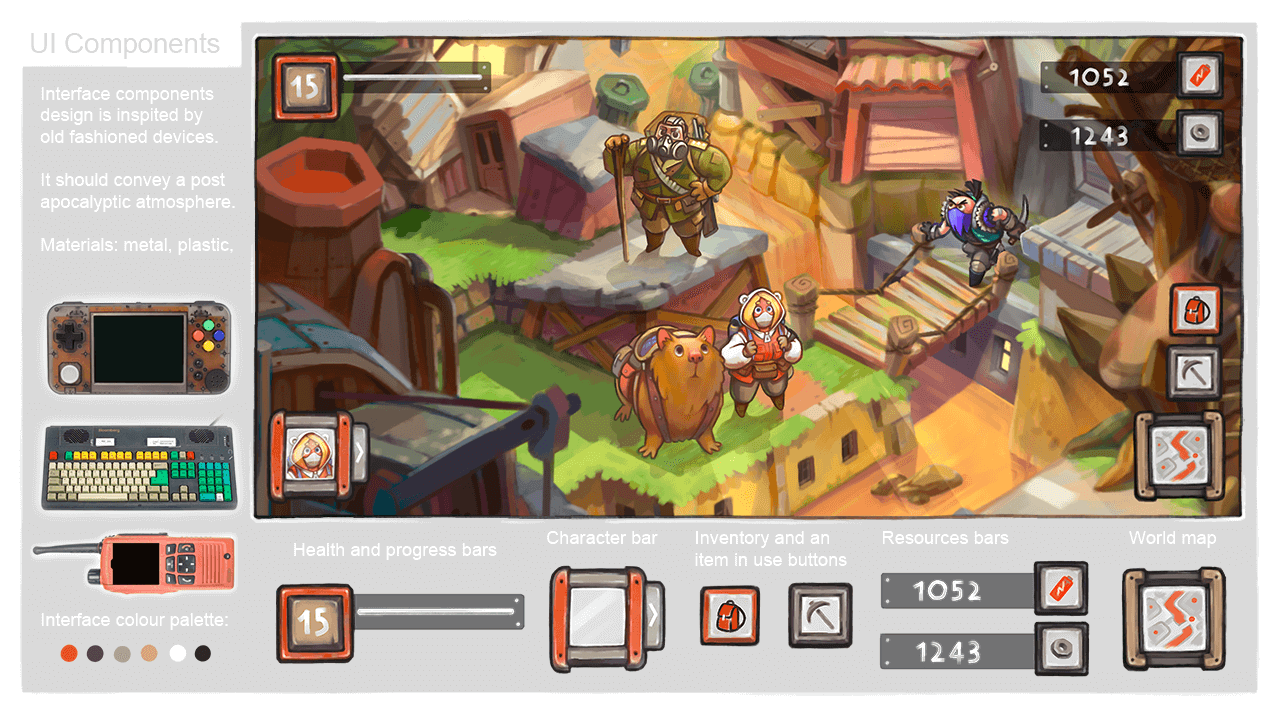 UI Components
Interface components
design is inspited by
old fashioned devices.
It should convey a post
apocalyptic atmosphere.
Materials: metal, plastic,
Interface colour palette:
15
1052
1243
C
Health and progress bars
Character bar
Inventory and an
item in use buttons
Resources bars
World map
15
1052
1243